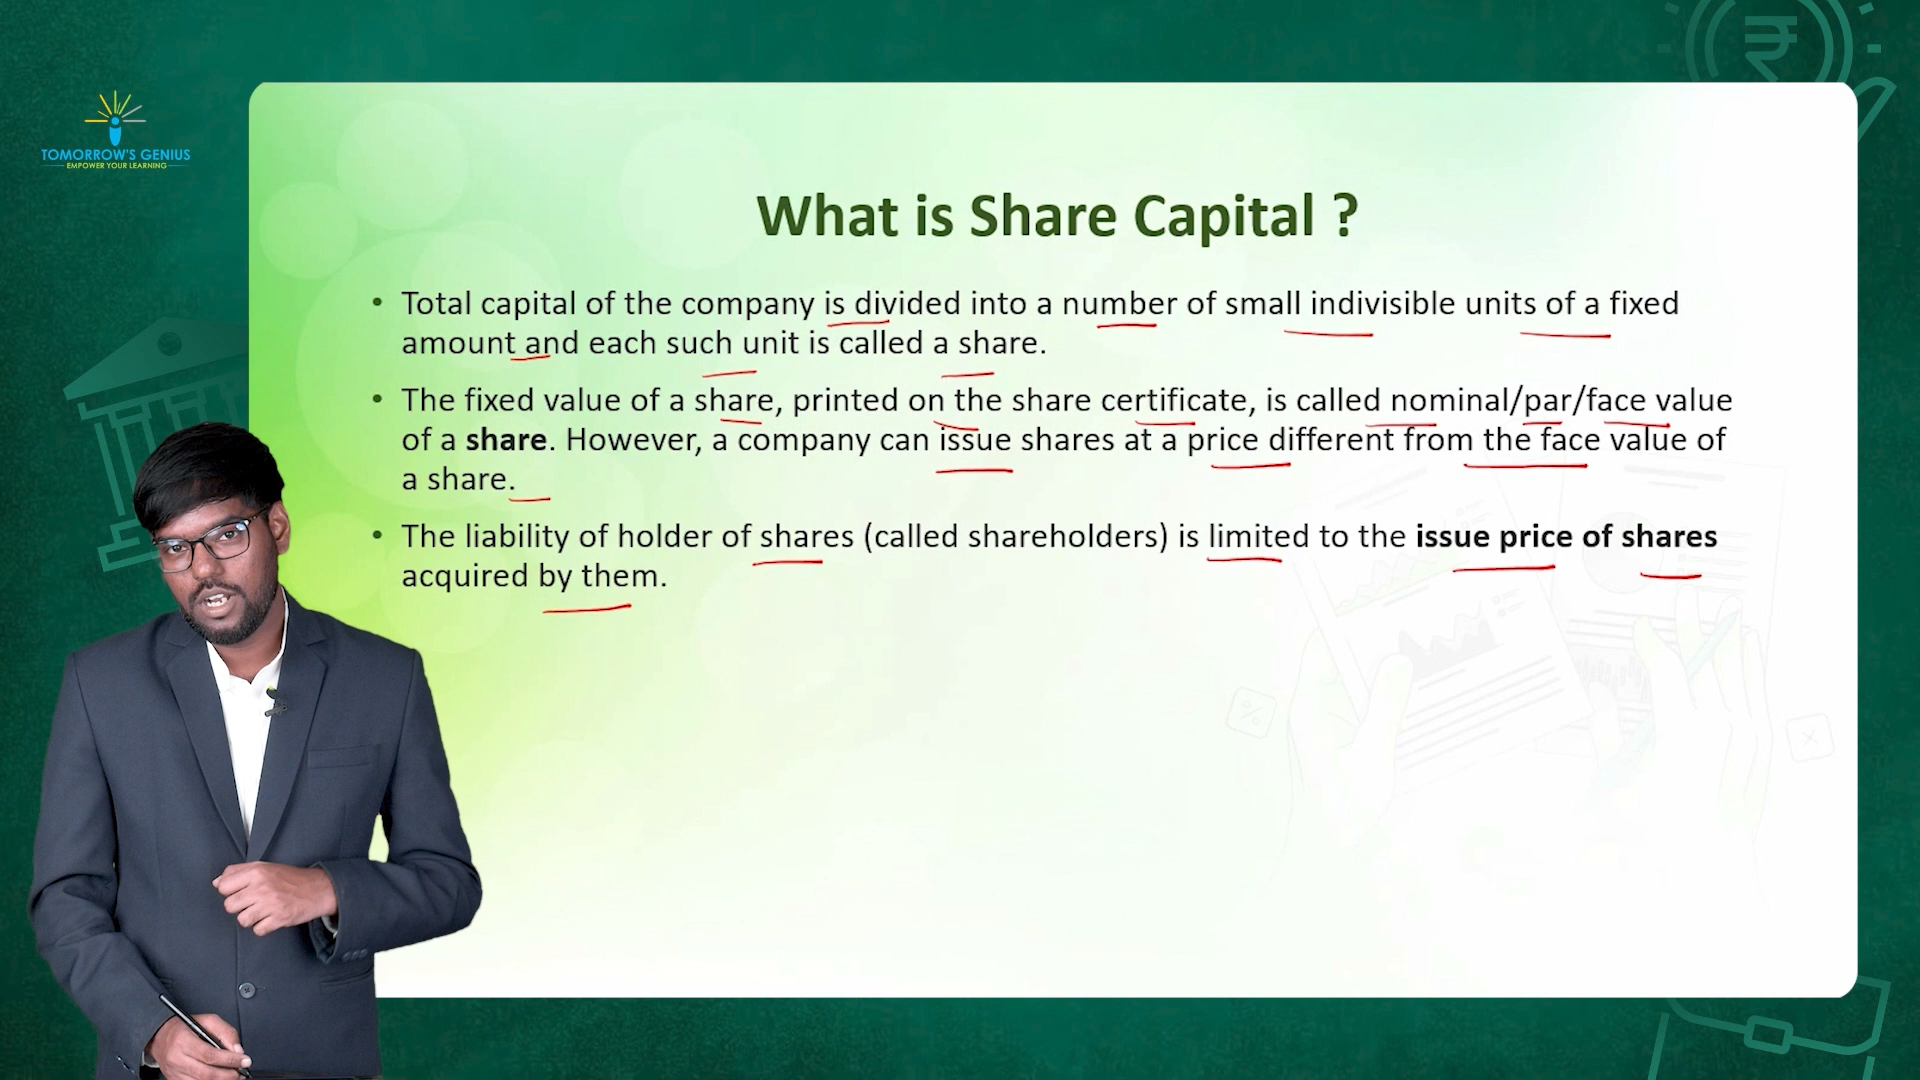 TOMORROW'S GENIUS
EMPOWER YOUR LEARNING
₹
What is Share Capital ?
• Total capital of the company is divided into a number of small indivisible units of a fixed
amount and each such unit is called a share.
• The fixed value of a share, printed on the share certificate, is called nominal/par/face value
of a share. However, a company can issue shares at a price different from the face value of
a share.
• The liability of holder of shares (called shareholders) is limited to the issue price of shares
acquired by them.
%